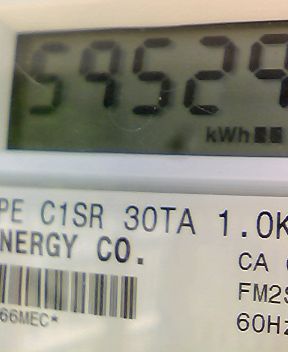 59529
kWh
PE C1SR 30TA 1.0K
NERGY CO.
CA
FM2S
66MEC*
60Hz